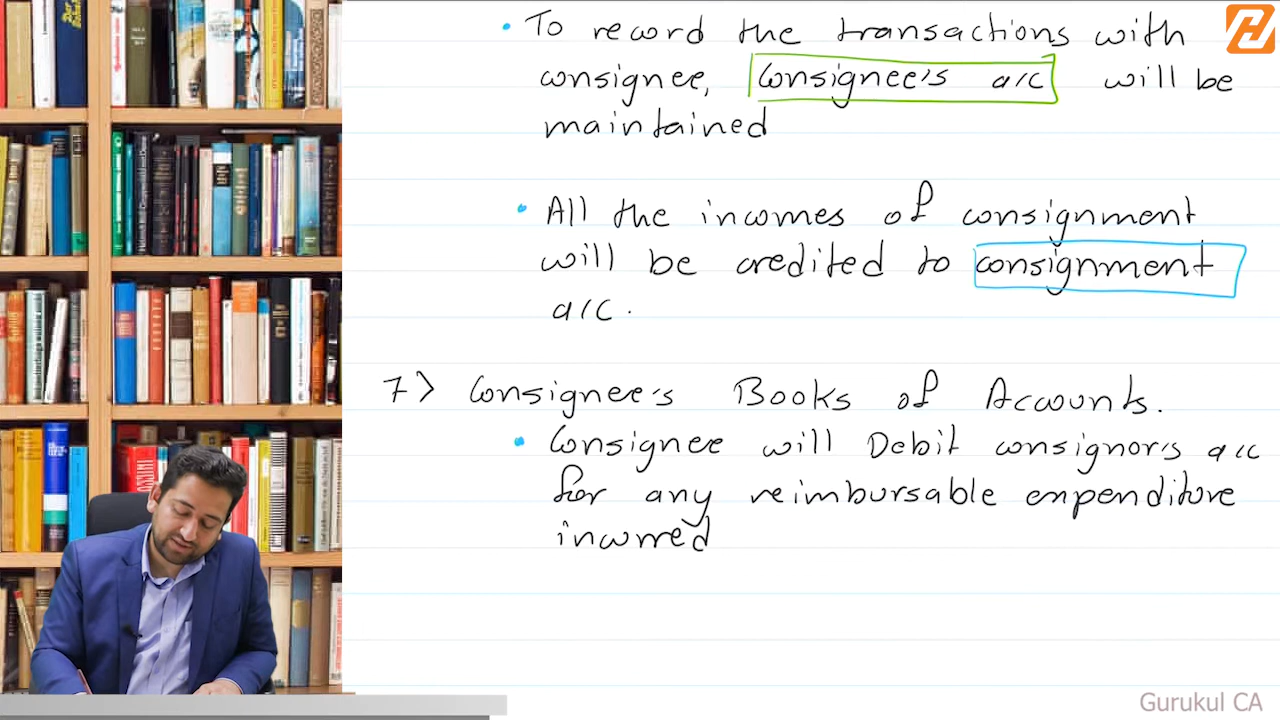 • To record the transactions with
consignee, Consignee's a/c will be
maintained
• All the incomes of consignment
will be credited to consignment
a/c.
7) Consignee's Books of Accounts.
• Consignee will Debit consignor's a/c
for any reimbursable expenditure
incurred
Gurukul CA